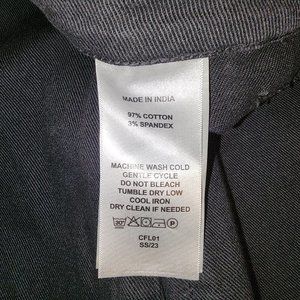 MADE IN INDIA
97% COTTON
3% SPANDEX
MACHINE WASH COLD
GENTLE CYCLE
DO NOT BLEACH
TUMBLE DRY LOW
COOL IRON
DRY CLEAN IF NEEDED
CFL01
SS/23